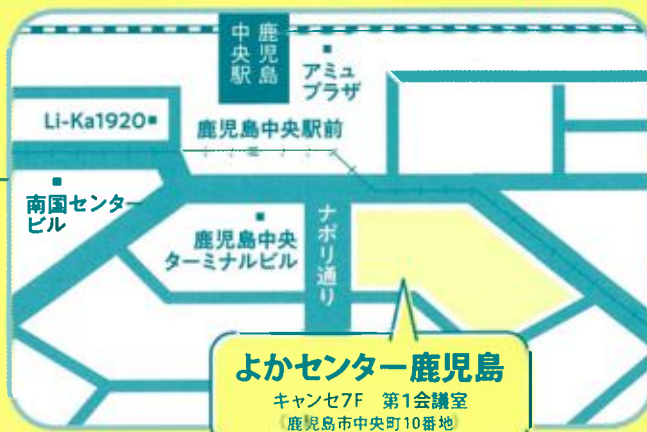 鹿児島
中央駅
アミュ
プラザ
Li-Ka1920
鹿児島中央駅前
南国センター
ビル
鹿児島中央
ターミナルビル
ナポリ通り
よかセンター鹿児島
キャンセ7F 第1会議室
鹿児島市中央町10番地